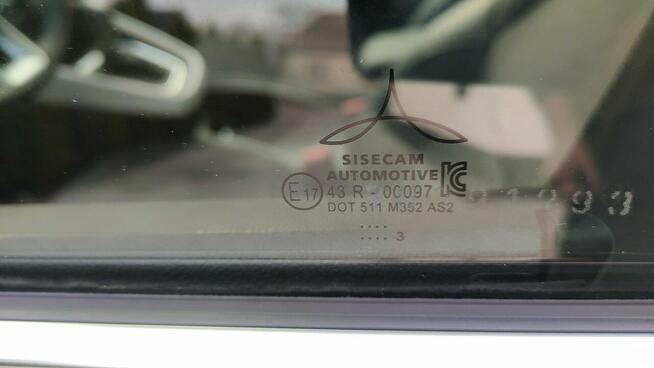 SISECAM
AUTOMOTIVE
E17 43 R - 00097
DOT 511 M352 AS2
....
.... 3